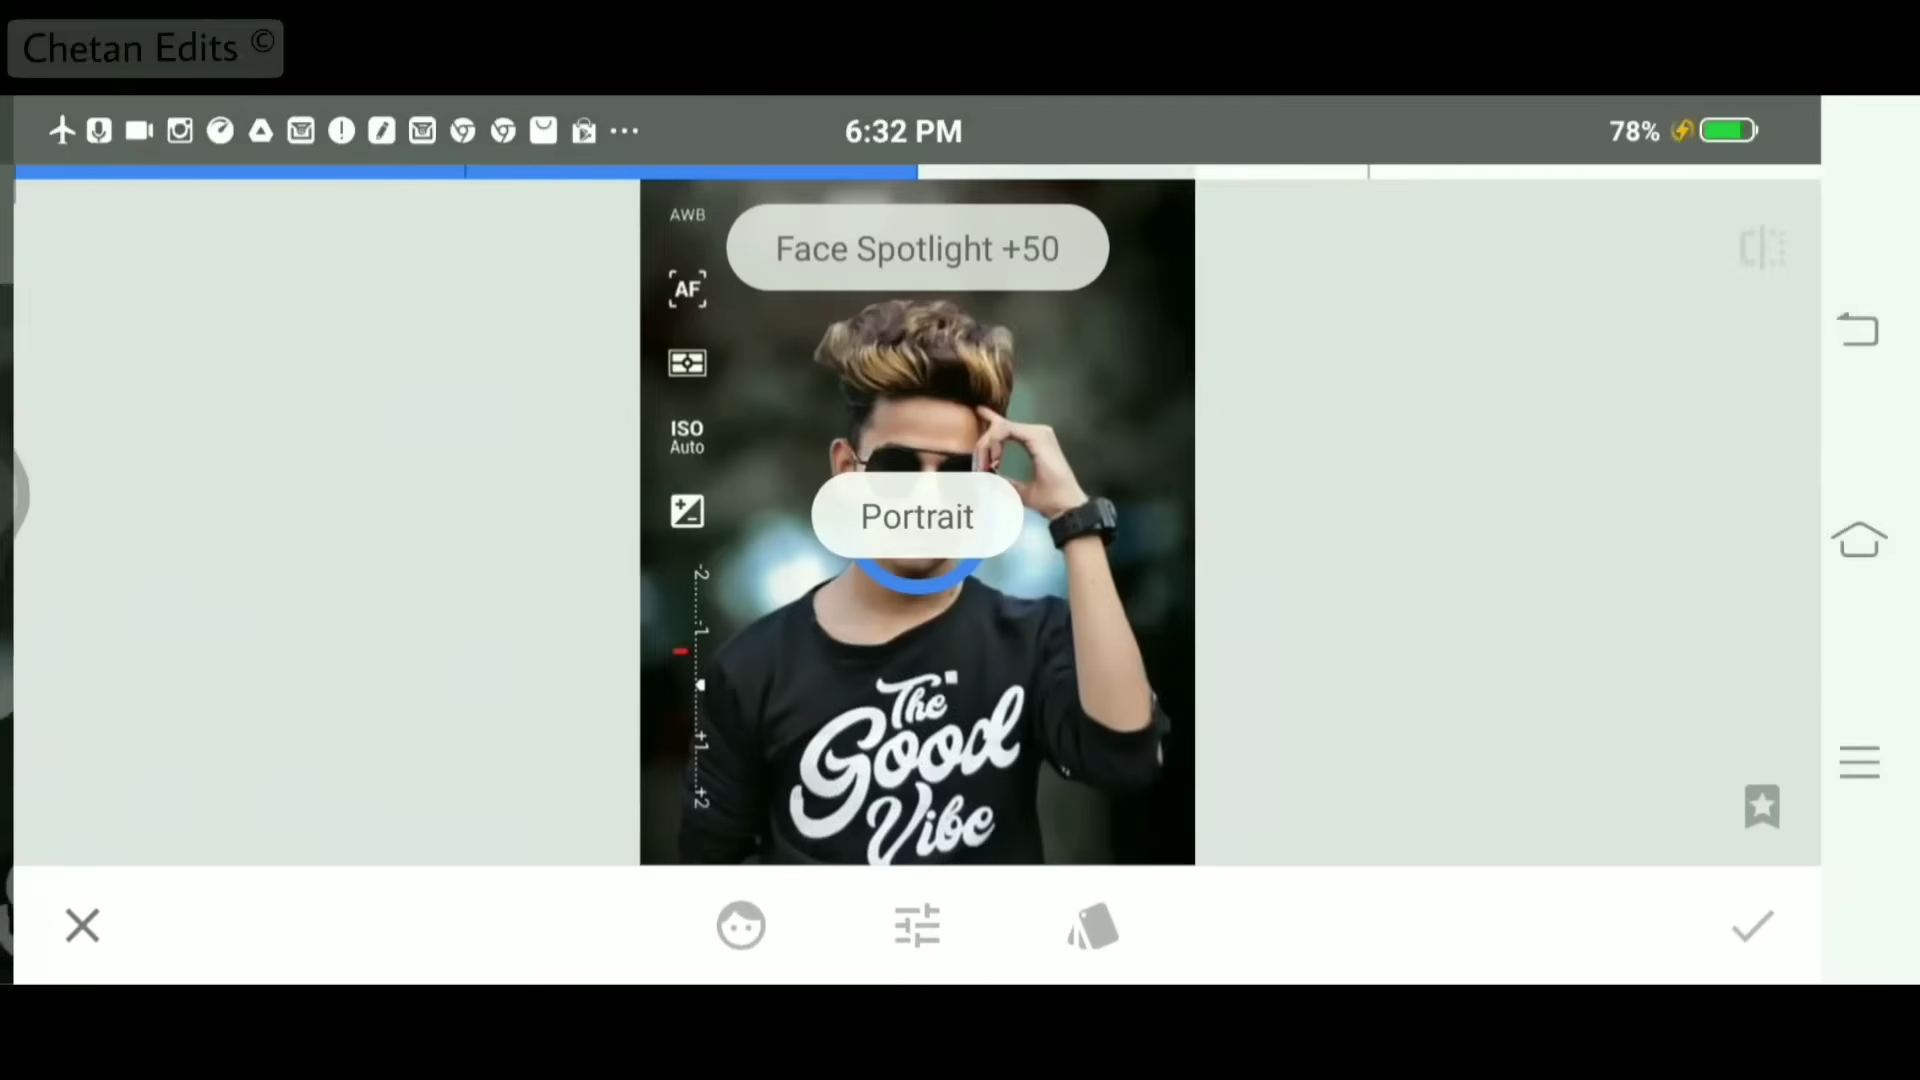 Chetan Edits ©
6:32 PM
78%
AWB
Face Spotlight +50
AF
ISO
Auto
Portrait
-2
-1
+1
+2
The
Good
Vibe